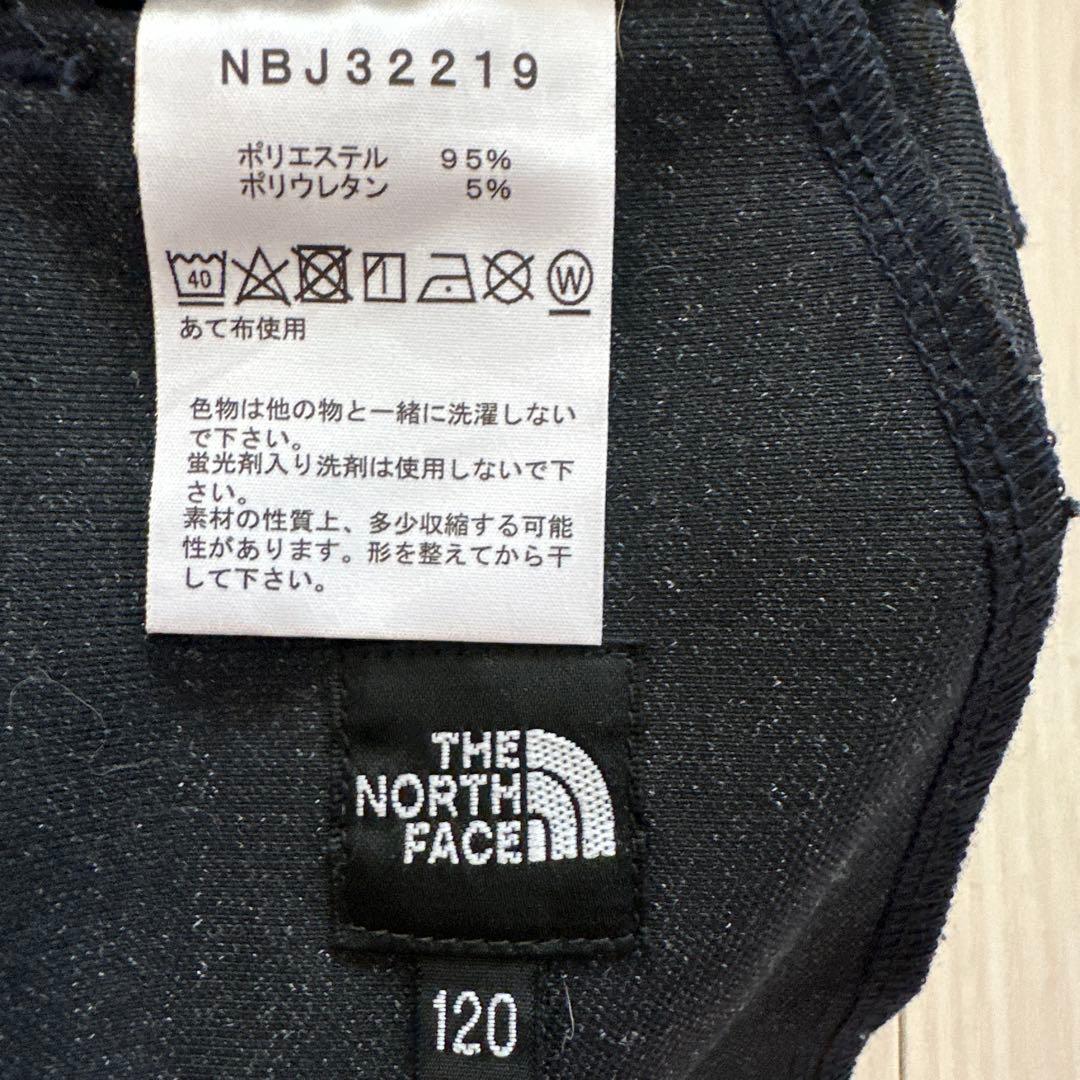 NBJ32219
ポリエステル 95%
ポリウレタン 5%
40 W
あて布使用
色物は他の物と一緒に洗濯しない
で下さい。
蛍光剤入り洗剤は使用しないで下
さい。
素材の性質上、多少収縮する可能
性があります。形を整えてから干
して下さい。
THE
NORTH
FACE
120